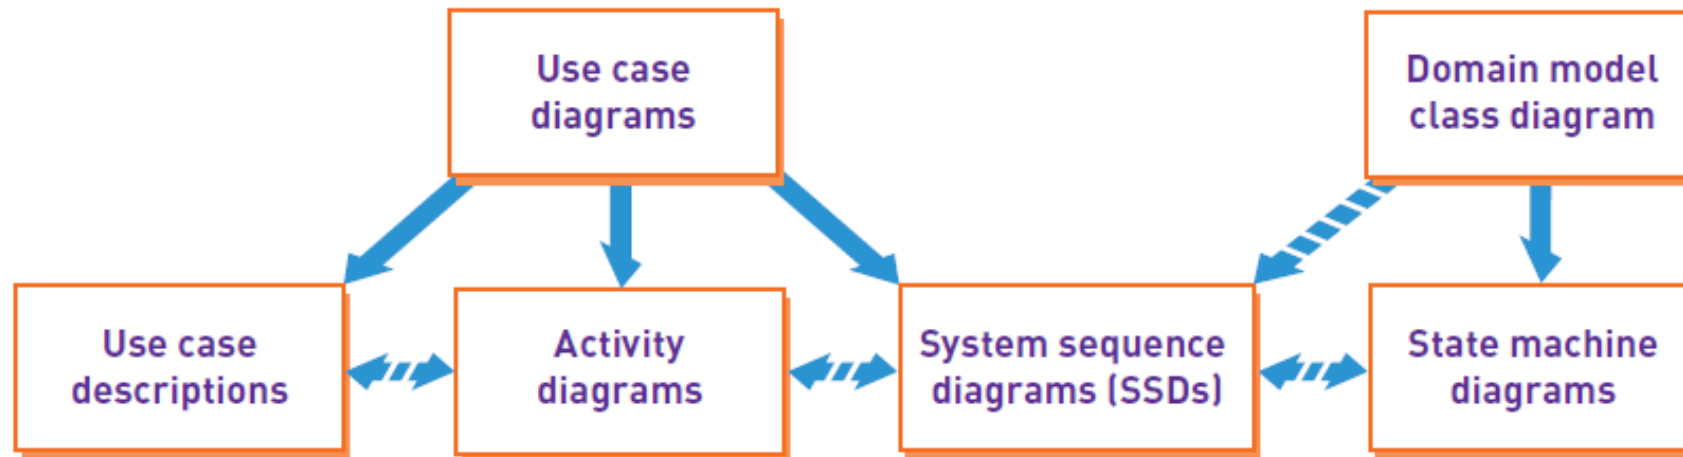 Use case
diagrams
Domain model
class diagram
Use case
descriptions
Activity
diagrams
System sequence
diagrams (SSDs)
State machine
diagrams